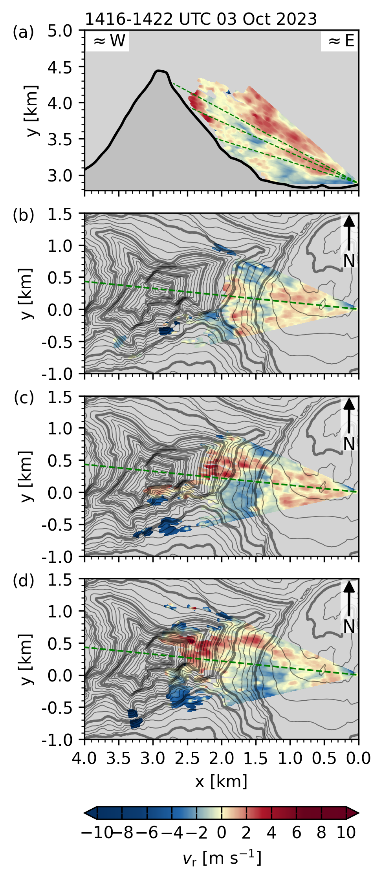 1416-1422 UTC 03 Oct 2023
(a)
5.0
≈ W
≈ E
4.5
4.0
3.5
3.0
y [km]
(b)
1.5
1.0
0.5
0.0
-0.5
-1.0
y [km]
N
(c)
1.5
1.0
0.5
0.0
-0.5
-1.0
y [km]
N
(d)
1.5
1.0
0.5
0.0
-0.5
-1.0
y [km]
N
4.0 3.5 3.0 2.5 2.0 1.5 1.0 0.5 0.0
x [km]
−10 −8 −6 −4 −2 0 2 4 6 8 10
vr [m s−1]